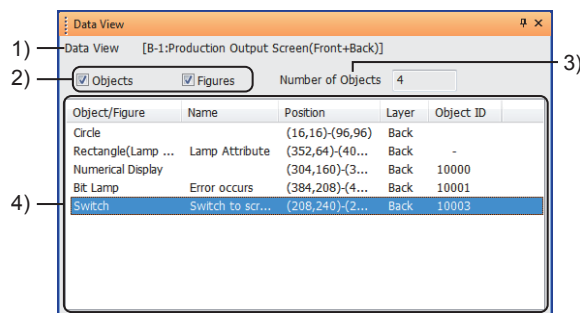 Data View
1) Data View [B-1:Production Output Screen(Front+Back)]
2) Objects Figures Number of Objects 4 3)
Object/Figure Name Position Layer Object ID
Circle (16,16)-(96,96) Back
Rectangle(Lamp ... Lamp Attribute (352,64)-(40... Back -
Numerical Display (304,160)-(3... Back 10000
Bit Lamp Error occurs (384,208)-(4... Back 10001
4) Switch Switch to scr... (208,240)-(2... Back 10003